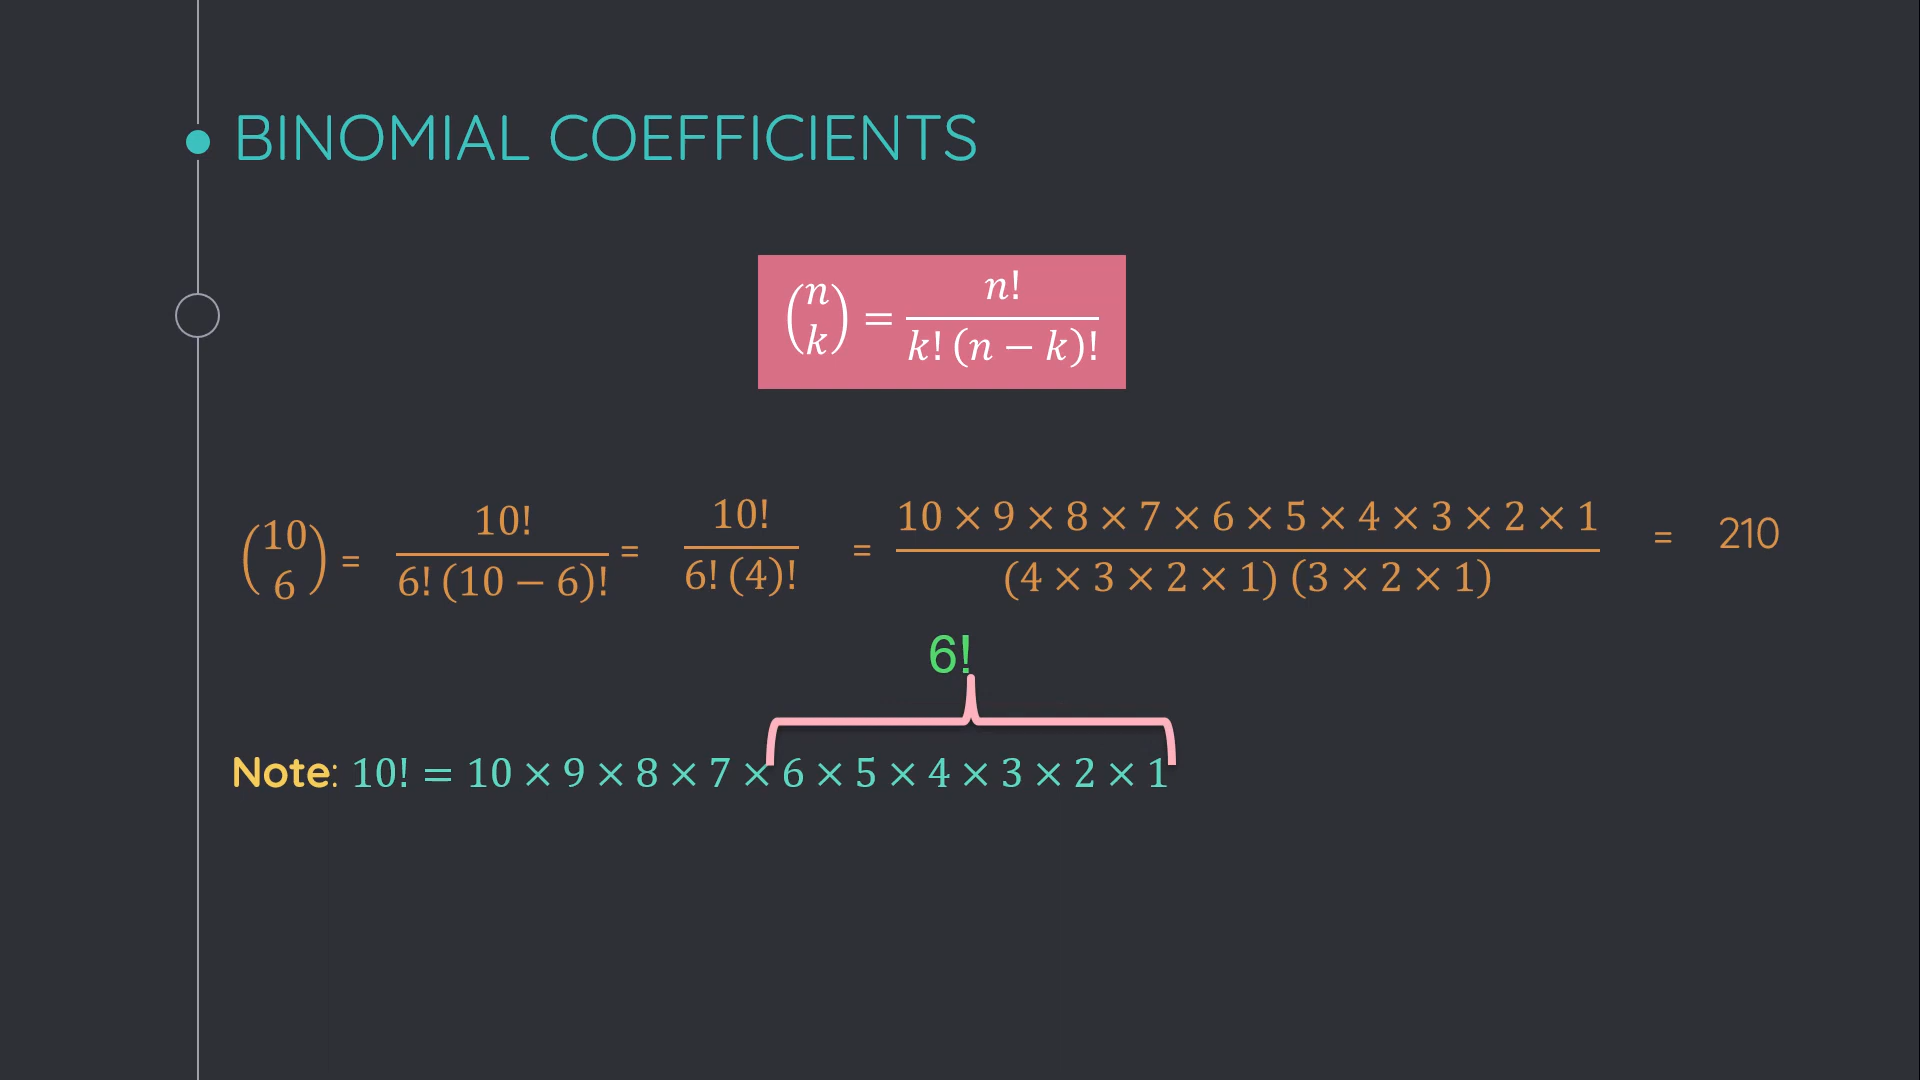 BINOMIAL COEFFICIENTS
(n k) = n! / k! (n − k)!
(10 6) = 10! / 6! (10 − 6)! = 10! / 6! (4)! = 10 × 9 × 8 × 7 × 6 × 5 × 4 × 3 × 2 × 1 / (4 × 3 × 2 × 1) (3 × 2 × 1) = 210
6!
Note: 10! = 10 × 9 × 8 × 7 × 6 × 5 × 4 × 3 × 2 × 1